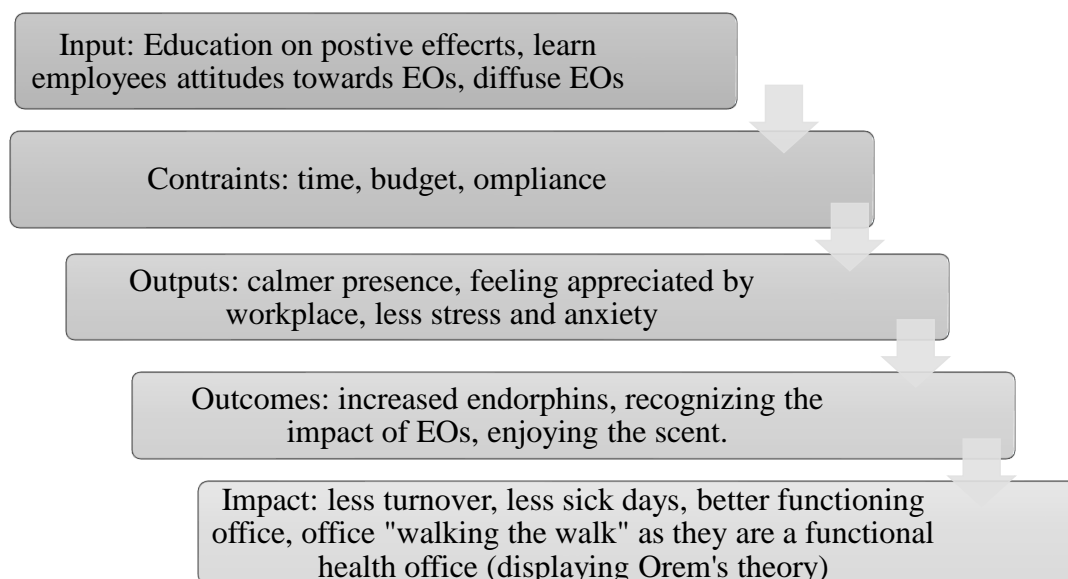 Input: Education on postive effecrts, learn
employees attitudes towards EOs, diffuse EOs
Contraints: time, budget, ompliance
Outputs: calmer presence, feeling appreciated by
workplace, less stress and anxiety
Outcomes: increased endorphins, recognizing the
impact of EOs, enjoying the scent.
Impact: less turnover, less sick days, better functioning
office, office "walking the walk" as they are a functional
health office (displaying Orem's theory)